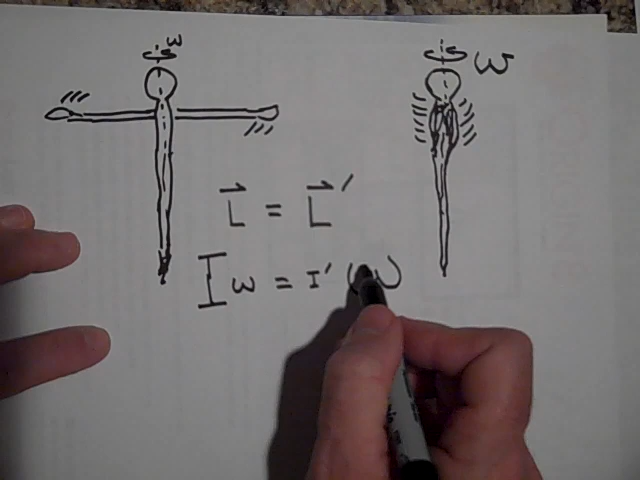 ω
ω
L⃗ = L⃗′
Iω = I′ω